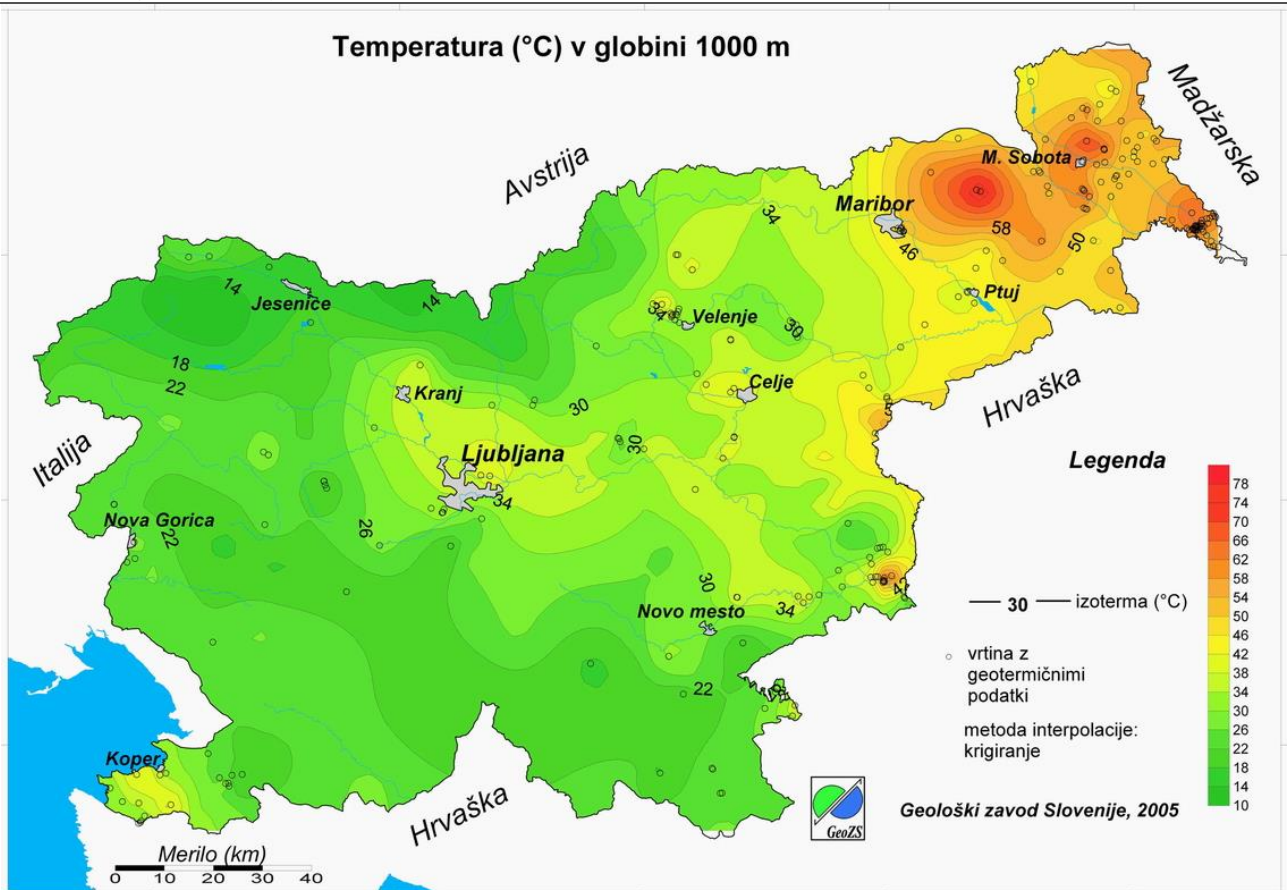 Temperatura (°C) v globini 1000 m
Madžarska
Avstrija
M. Sobota
Maribor
34
58
50
46
14
Jesenice
14
Ptuj
34
Velenje
30
18
22
Kranj
Celje
30
Hrvaška
Italija
30
Ljubljana
Legenda
34
Nova Gorica
22
26
78
74
70
66
62
58
54
50
46
42
38
34
30
26
22
18
14
10
42
30
34
Novo mesto
30 izoterma (°C)
22
vrtina z
geotermičnimi
podatki
metoda interpolacije:
krigiranje
Koper
Hrvaška
GeoZS
Geološki zavod Slovenije, 2005
Merilo (km)
0 10 20 30 40